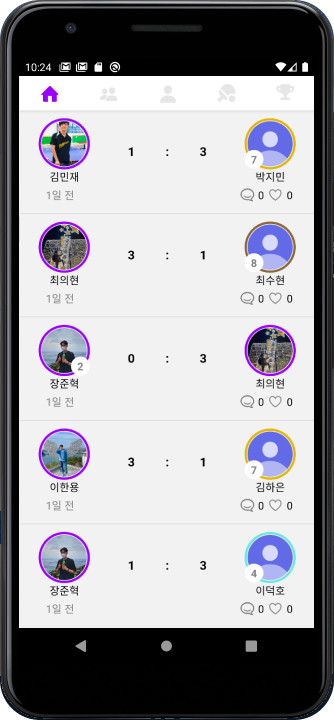 10:24
김민재 1 : 3 7 박지민
1일 전 0 0
최의현 3 : 1 8 최수현
1일 전 0 0
2 장준혁 0 : 3 최의현
1일 전 0 0
이한용 3 : 1 7 김하은
1일 전 0 0
장준혁 1 : 3 4 이덕호
1일 전 0 0